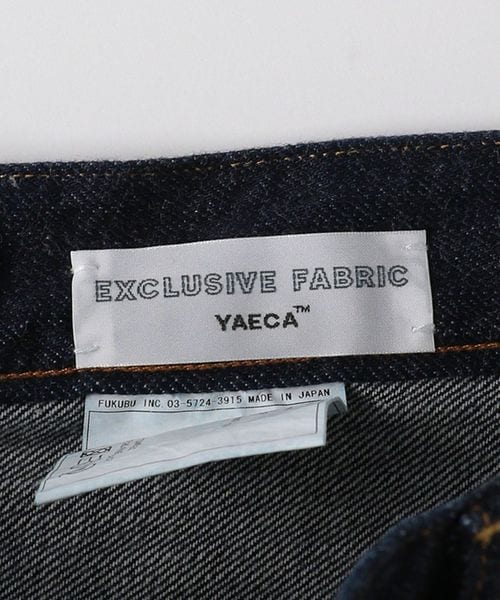 EXCLUSIVE FABRIC
YAECA™
FUKUBU INC. 03-5724-3915 MADE IN JAPAN